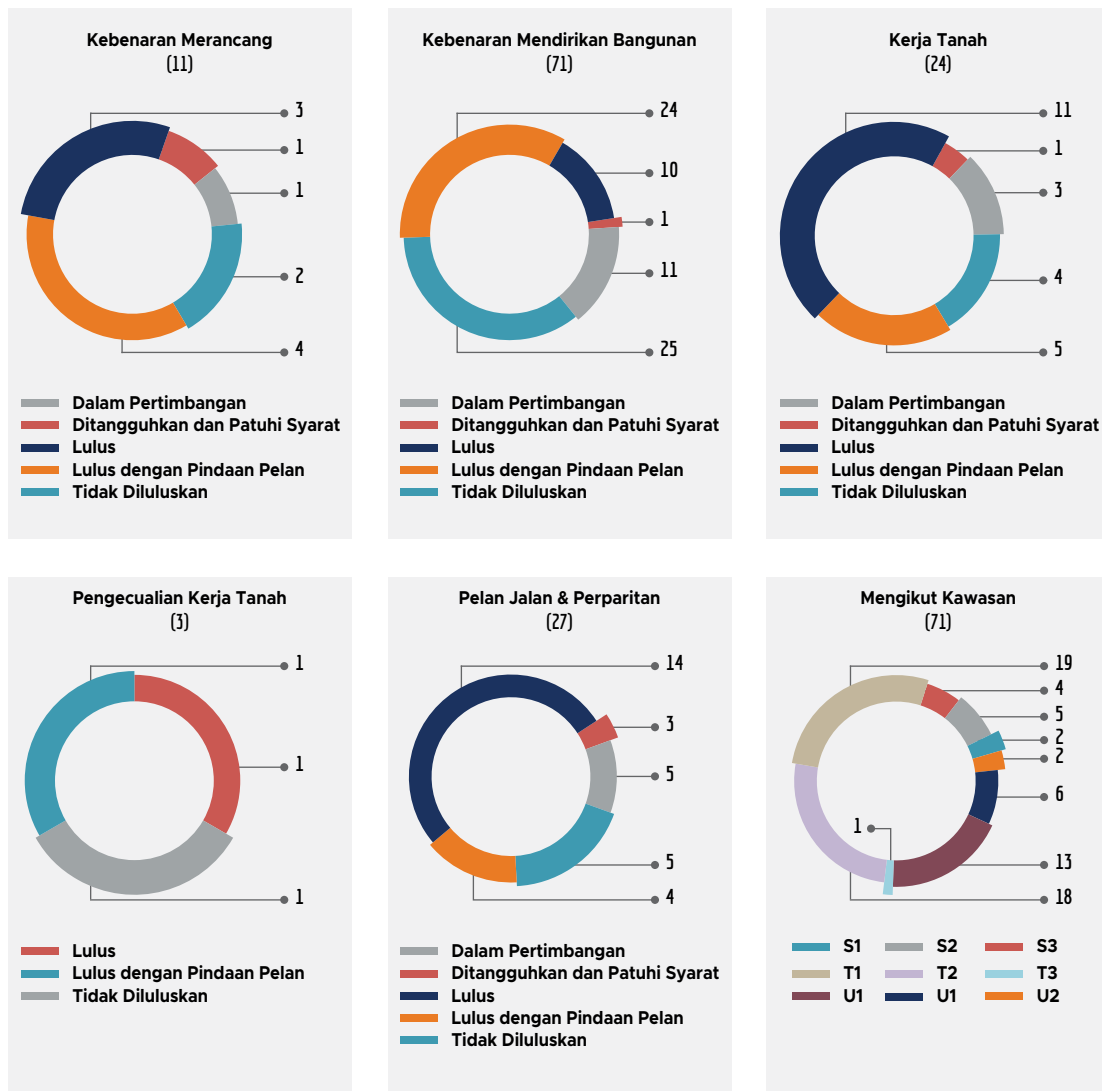 Kebenaran Merancang
(11)
3
1
1
2
4
Dalam Pertimbangan
Ditangguhkan dan Patuhi Syarat
Lulus
Lulus dengan Pindaan Pelan
Tidak Diluluskan
Kebenaran Mendirikan Bangunan
(71)
24
10
1
11
25
Dalam Pertimbangan
Ditangguhkan dan Patuhi Syarat
Lulus
Lulus dengan Pindaan Pelan
Tidak Diluluskan
Kerja Tanah
(24)
11
1
3
4
5
Dalam Pertimbangan
Ditangguhkan dan Patuhi Syarat
Lulus
Lulus dengan Pindaan Pelan
Tidak Diluluskan
Pengecualian Kerja Tanah
(3)
1
1
1
Lulus
Lulus dengan Pindaan Pelan
Tidak Diluluskan
Pelan Jalan & Perparitan
(27)
14
3
5
5
4
Dalam Pertimbangan
Ditangguhkan dan Patuhi Syarat
Lulus
Lulus dengan Pindaan Pelan
Tidak Diluluskan
Mengikut Kawasan
(71)
19
4
5
2
2
6
1
13
18
S1 S2 S3
T1 T2 T3
U1 U1 U2